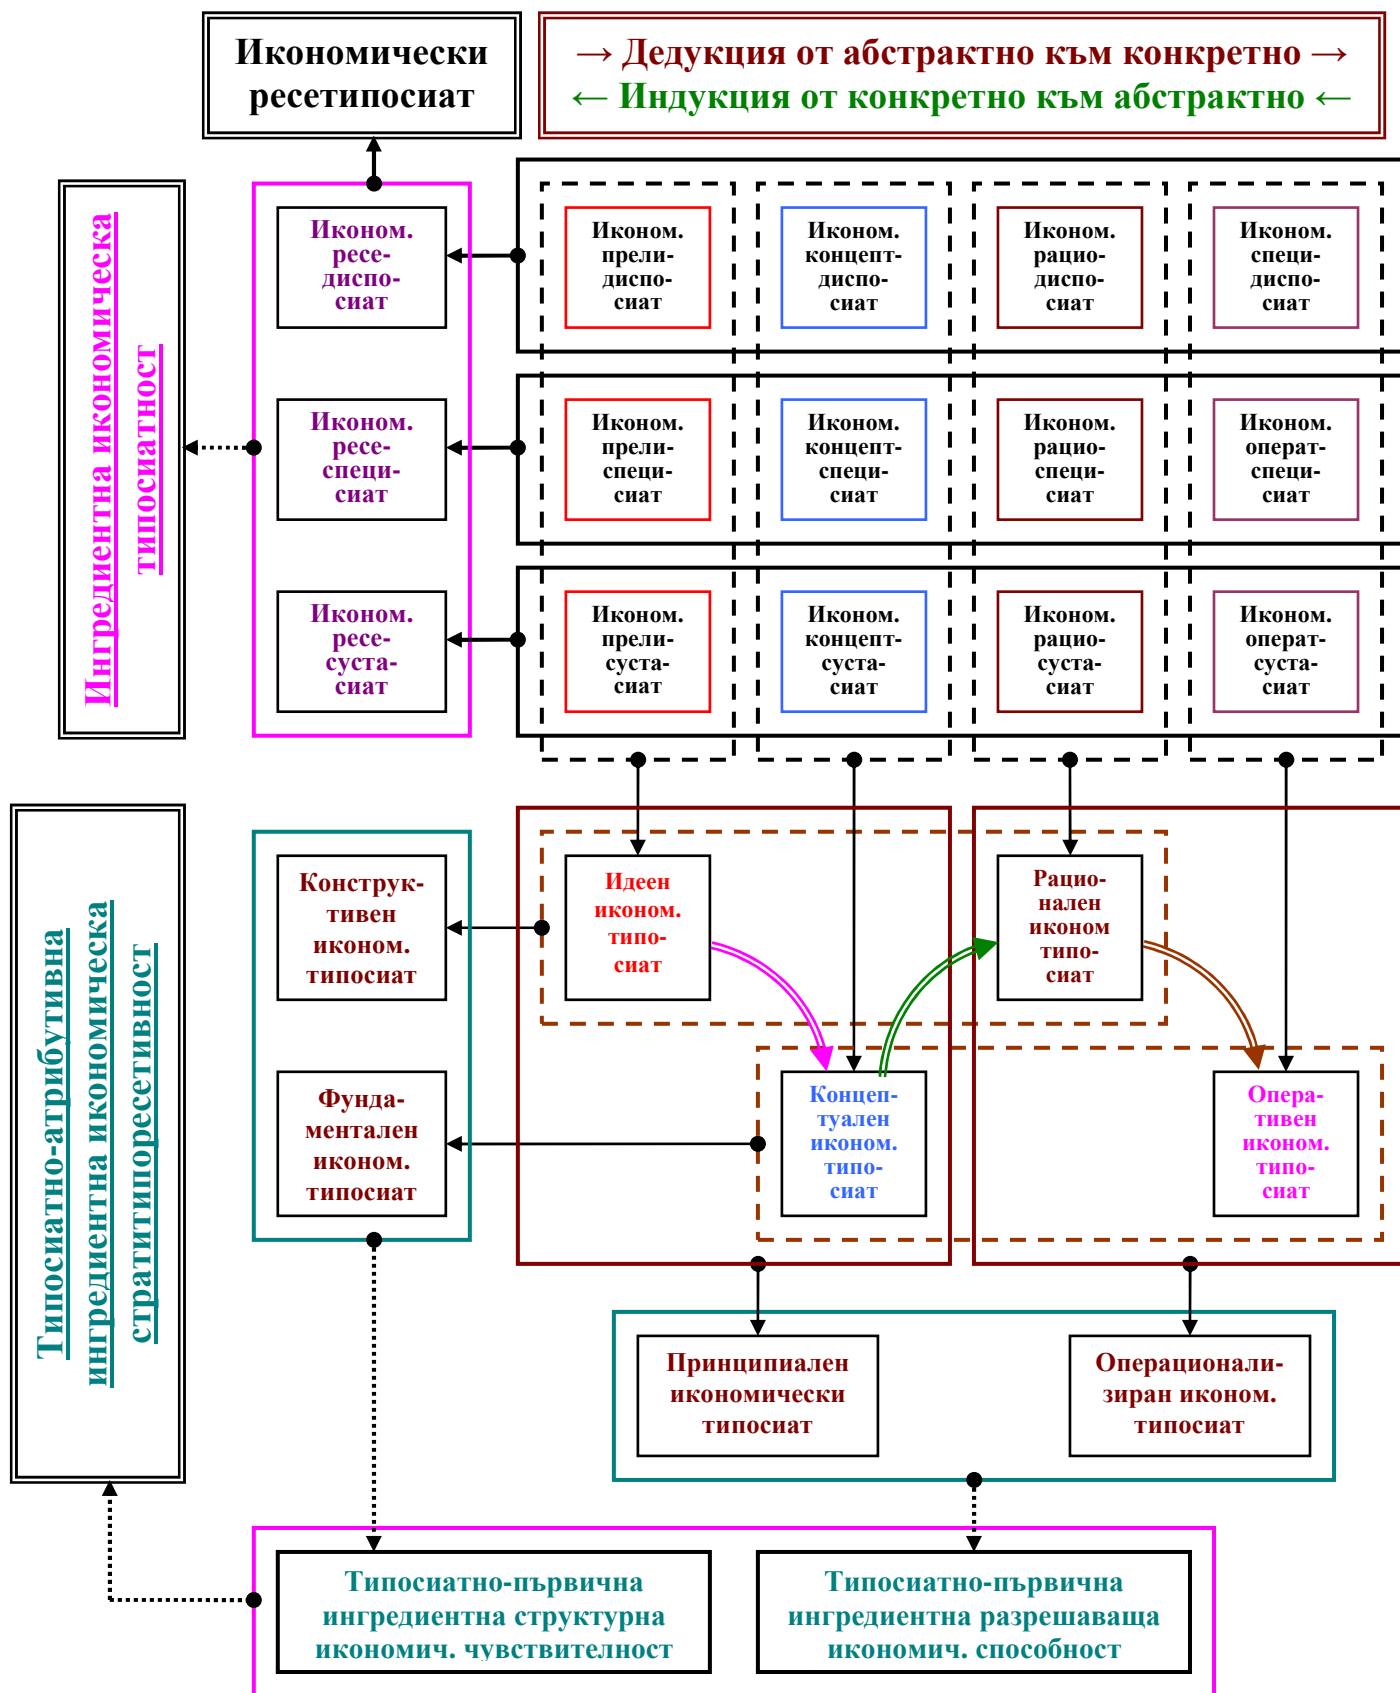 Икономически
ресетипосиат
→ Дедукция от абстрактно към конкретно →
← Индукция от конкретно към абстрактно ←
Ингредиентна икономическа
типосиатност
Иконом.
ресе-
диспо-
сиат
Иконом.
прели-
диспо-
сиат
Иконом.
концепт-
диспо-
сиат
Иконом.
рацио-
диспо-
сиат
Иконом.
специ-
диспо-
сиат
Иконом.
ресе-
специ-
сиат
Иконом.
прели-
специ-
сиат
Иконом.
концепт-
специ-
сиат
Иконом.
рацио-
специ-
сиат
Иконом.
операт-
специ-
сиат
Иконом.
ресе-
суста-
сиат
Иконом.
прели-
суста-
сиат
Иконом.
концепт-
суста-
сиат
Иконом.
рацио-
суста-
сиат
Иконом.
операт-
суста-
сиат
Типосиатно-атрибутивна
ингредиентна икономическа
стратитипоресетивност
Конструк-
тивен
иконом.
типосиат
Идеен
иконом.
типо-
сиат
Рацио-
нален
иконом
типо-
сиат
Фунда-
ментален
иконом.
типосиат
Концеп-
туален
иконом.
типо-
сиат
Опера-
тивен
иконом.
типо-
сиат
Принципиален
икономически
типосиат
Операционали-
зиран иконом.
типосиат
Типосиатно-първична
ингредиентна структурна
икономич. чувствителност
Типосиатно-първична
ингредиентна разрешаваща
икономич. способност